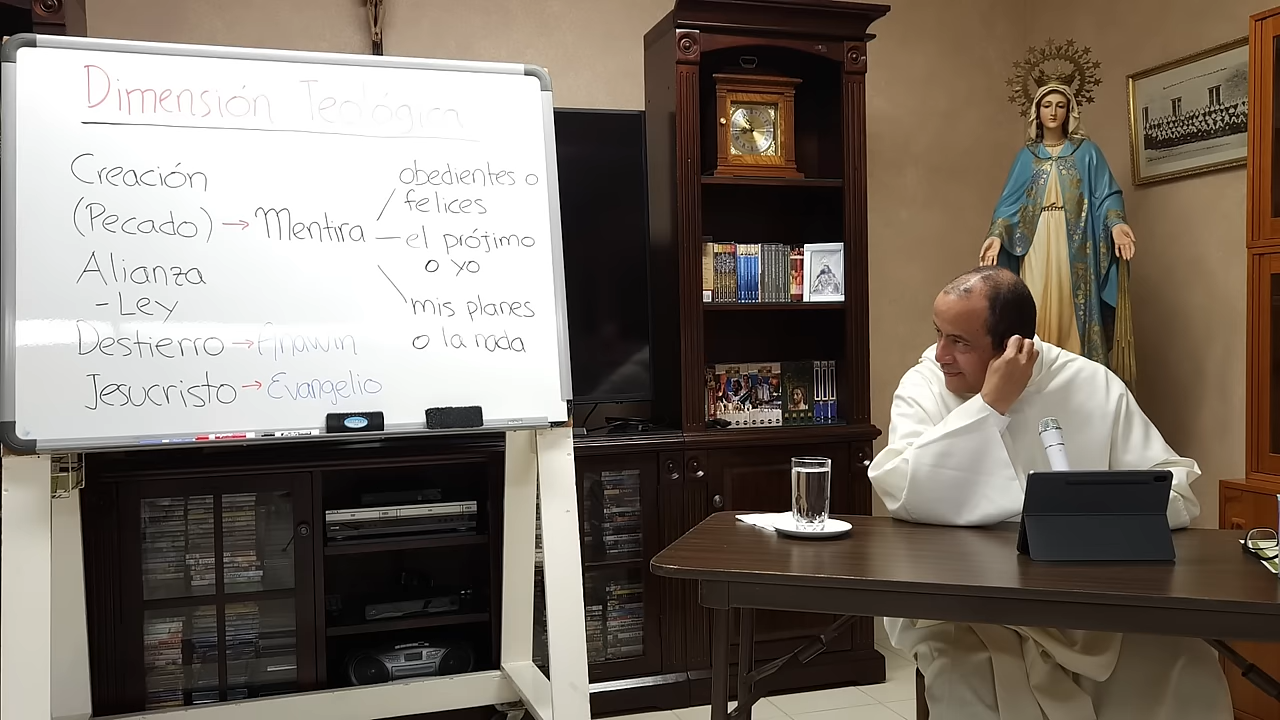 Dimensión Teológica
Creación
(Pecado) → Mentira
Alianza
- Ley
Destierro → Anawin
Jesucristo → Evangelio
obedientes o
felices
el prójimo
o yo
mis planes
o la nada